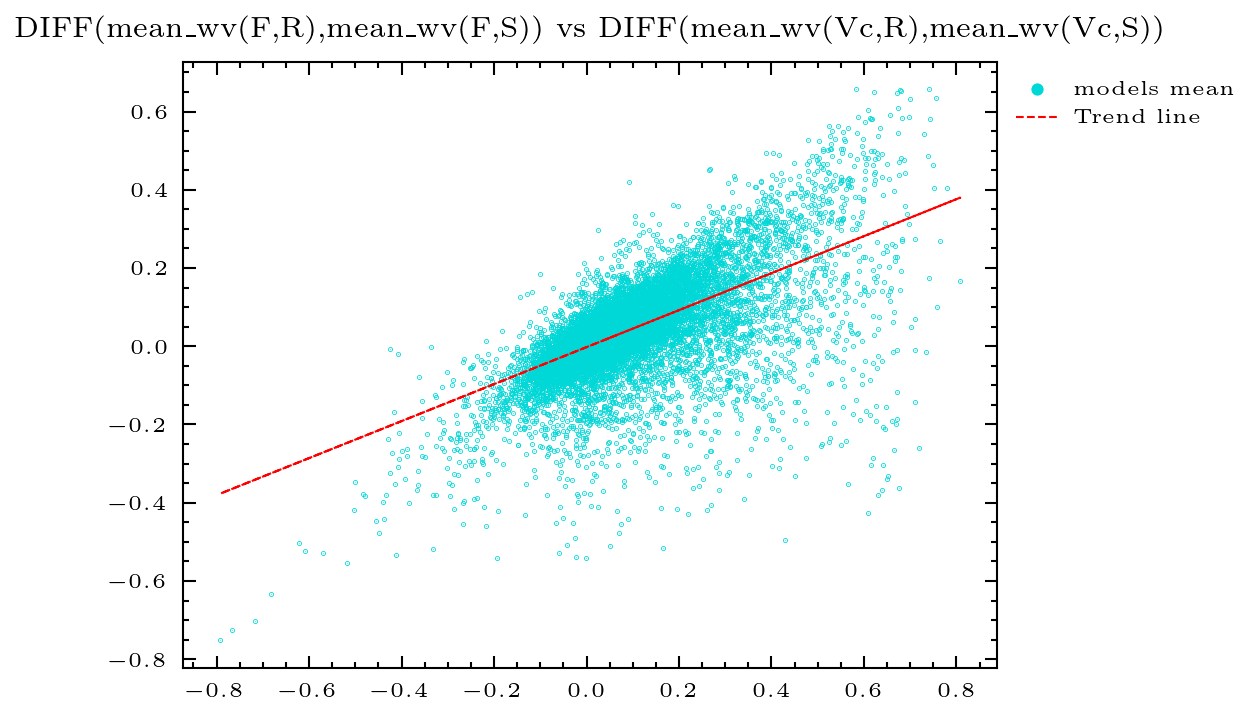 DIFF(mean_wv(F,R),mean_wv(F,S)) vs DIFF(mean_wv(Vc,R),mean_wv(Vc,S))
models mean
Trend line
0.6
0.4
0.2
0.0
−0.2
−0.4
−0.6
−0.8
−0.8 −0.6 −0.4 −0.2 0.0 0.2 0.4 0.6 0.8